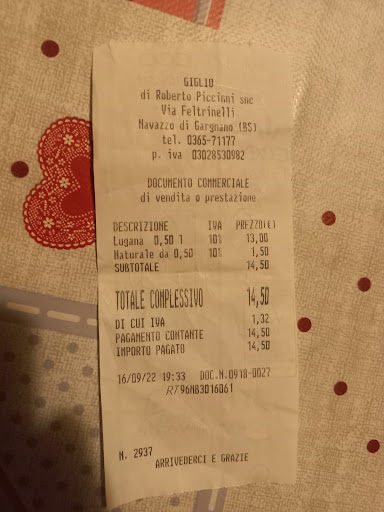 GIGLIO
di Roberto Piccinni snc
Via Feltrinelli
Navazzo di Gargnano (BS)
tel. 0365-71177
p. iva 03028530982
DOCUMENTO COMMERCIALE
di vendita o prestazione
DESCRIZIONE IVA PREZZO(€)
Lugana 0,50 l 10% 13,00
Naturale da 0,50 10% 1,50
SUBTOTALE 14,50
TOTALE COMPLESSIVO 14,50
DI CUI IVA 1,32
PAGAMENTO CONTANTE 14,50
IMPORTO PAGATO 14,50
16/09/22 19:33 DOC.N.0918-0027
RT 96NB3016061
N. 2937
ARRIVEDERCI E GRAZIE